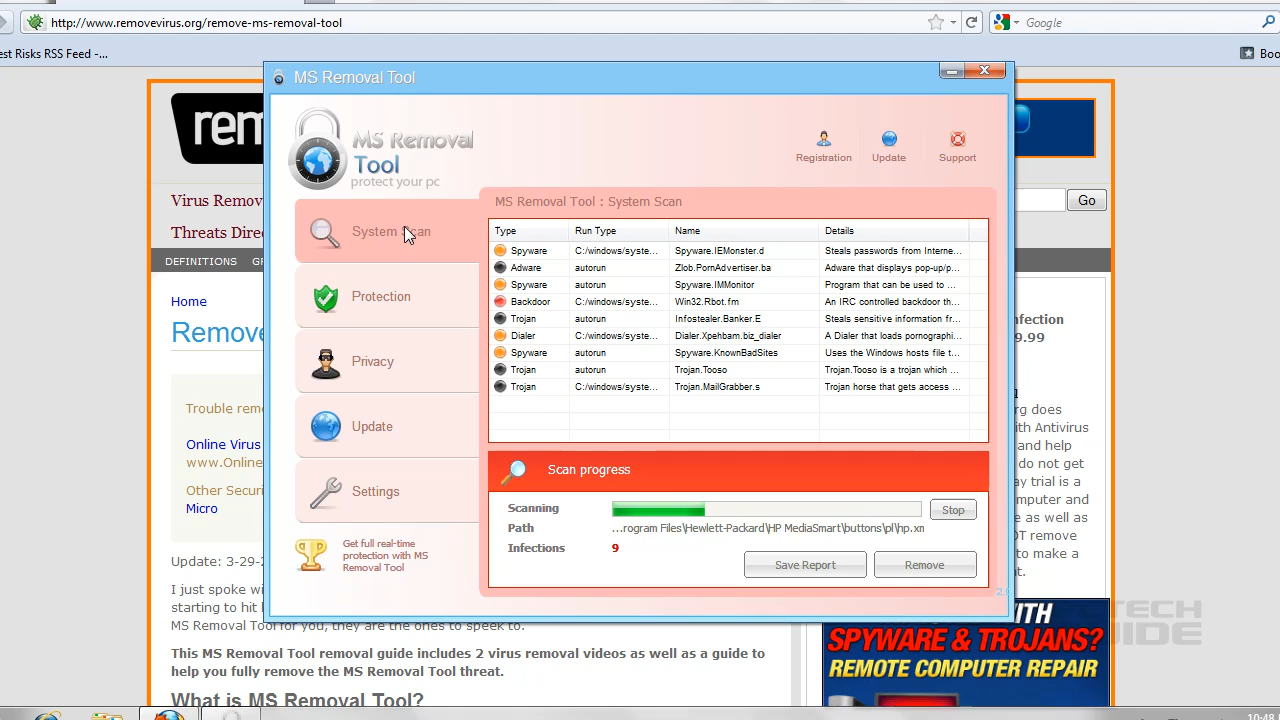 http://www.removevirus.org/remove-ms-removal-tool
Google
est Risks RSS Feed -...
Boo
MS Removal Tool
rem
MS Removal
Tool
protect your pc
Registration
Update
Support
Virus Remov
Threats Dire
Go
DEFINITIONS
MS Removal Tool : System Scan
System Scan
Protection
Privacy
Update
Settings
Get full real-time
protection with MS
Removal Tool
Type Run Type Name Details
Spyware C:/windows/syste... Spyware.IEMonster.d Steals passwords from Interne...
Adware autorun Zlob.PornAdvertiser.ba Adware that displays pop-up/p...
Spyware autorun Spyware.IMMonitor Program that can be used to ...
Backdoor C:/windows/syste... Win32.Rbot.fm An IRC controlled backdoor th...
Trojan autorun Infostealer.Banker.E Steals sensitive information fr...
Dialer C:/windows/syste... Dialer.Xpehbam.biz_dialer A Dialer that loads pornographi...
Spyware autorun Spyware.KnownBadSites Uses the Windows hosts file t...
Trojan autorun Trojan.Tooso Trojan.Tooso is a trojan which ...
Trojan C:/windows/syste... Trojan.MailGrabber.s Trojan horse that gets access ...
Scan progress
Scanning
Stop
Path ...rogram Files\Hewlett-Packard\HP MediaSmart\buttons\pl\hp.xm
Infections 9
Save Report
Remove
Home
Remove
Trouble rem
Online Virus
www.Online
Other Securi
Micro
Update: 3-29-
I just spoke wi
starting to hit
MS Removal Tool for you, they are the ones to speek to.
This MS Removal Tool removal guide includes 2 virus removal videos as well as a guide to
help you fully remove the MS Removal Tool threat.
What is MS Removal Tool?
nfection
9.99
rg does
ith Antivirus
and help
do not get
ay trial is a
mputer and
e as well as
OT remove
to make a
t.
WITH
SPYWARE & TROJANS?
REMOTE COMPUTER REPAIR
TECH
UIDE
10:48